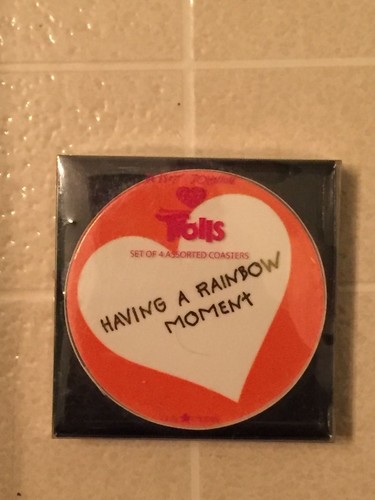 Trolls
SET OF 4 ASSORTED COASTERS
HAVING A RAINBOW
MOMENT